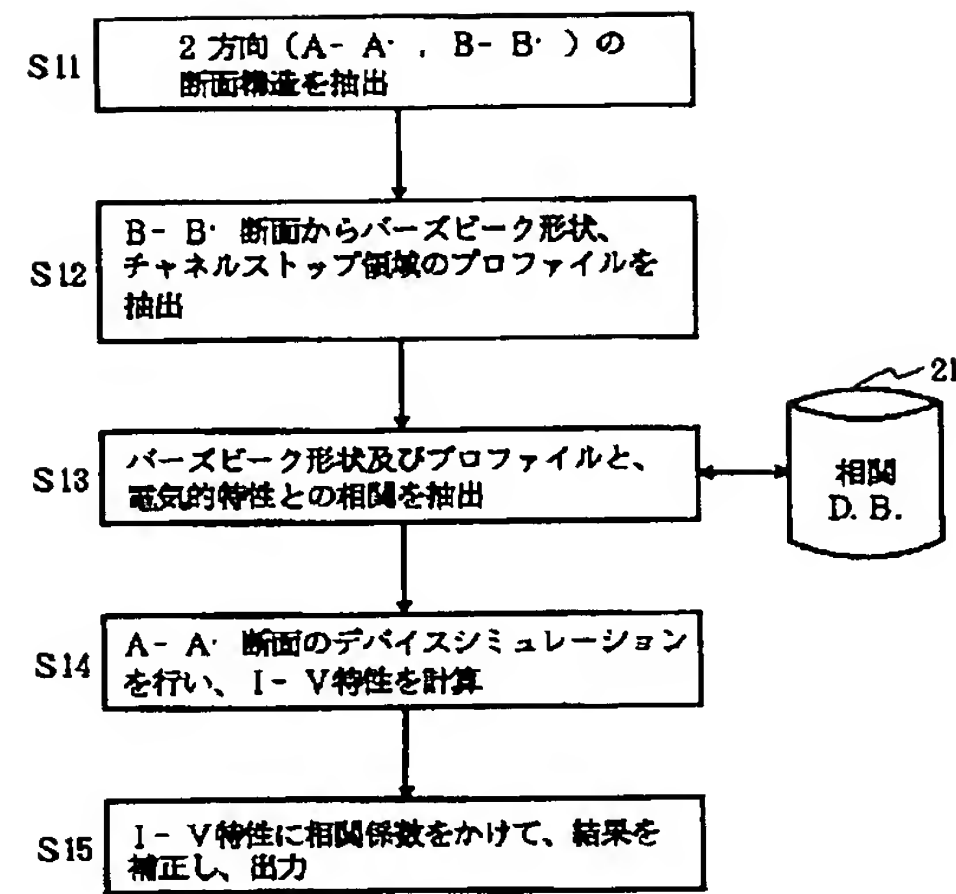 S11
2方向(A-A'，B-B')の
断面構造を抽出
S12
B-B' 断面からバーズビーク形状、
チャネルストップ領域のプロファイルを
抽出
21
S13
バーズビーク形状及びプロファイルと、
電気的特性との相関を抽出
相関
D.B.
S14
A-A' 断面のデバイスシミュレーション
を行い、I-V特性を計算
S15
I-V特性に相関係数をかけて、結果を
補正し、出力